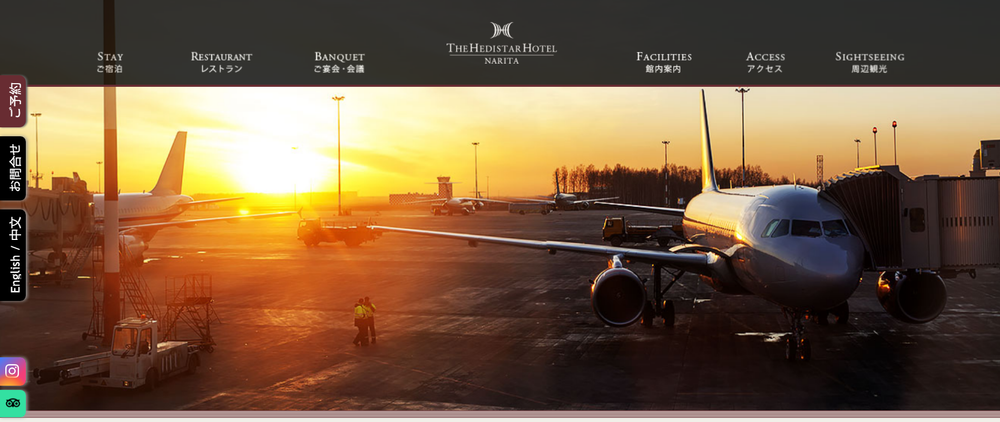 STAY
ご宿泊
RESTAURANT
レストラン
BANQUET
ご宴会・会議
THE HEDISTAR HOTEL
NARITA
FACILITIES
館内案内
ACCESS
アクセス
SIGHTSEEING
周辺観光
ご予約
お問合せ
English / 中文